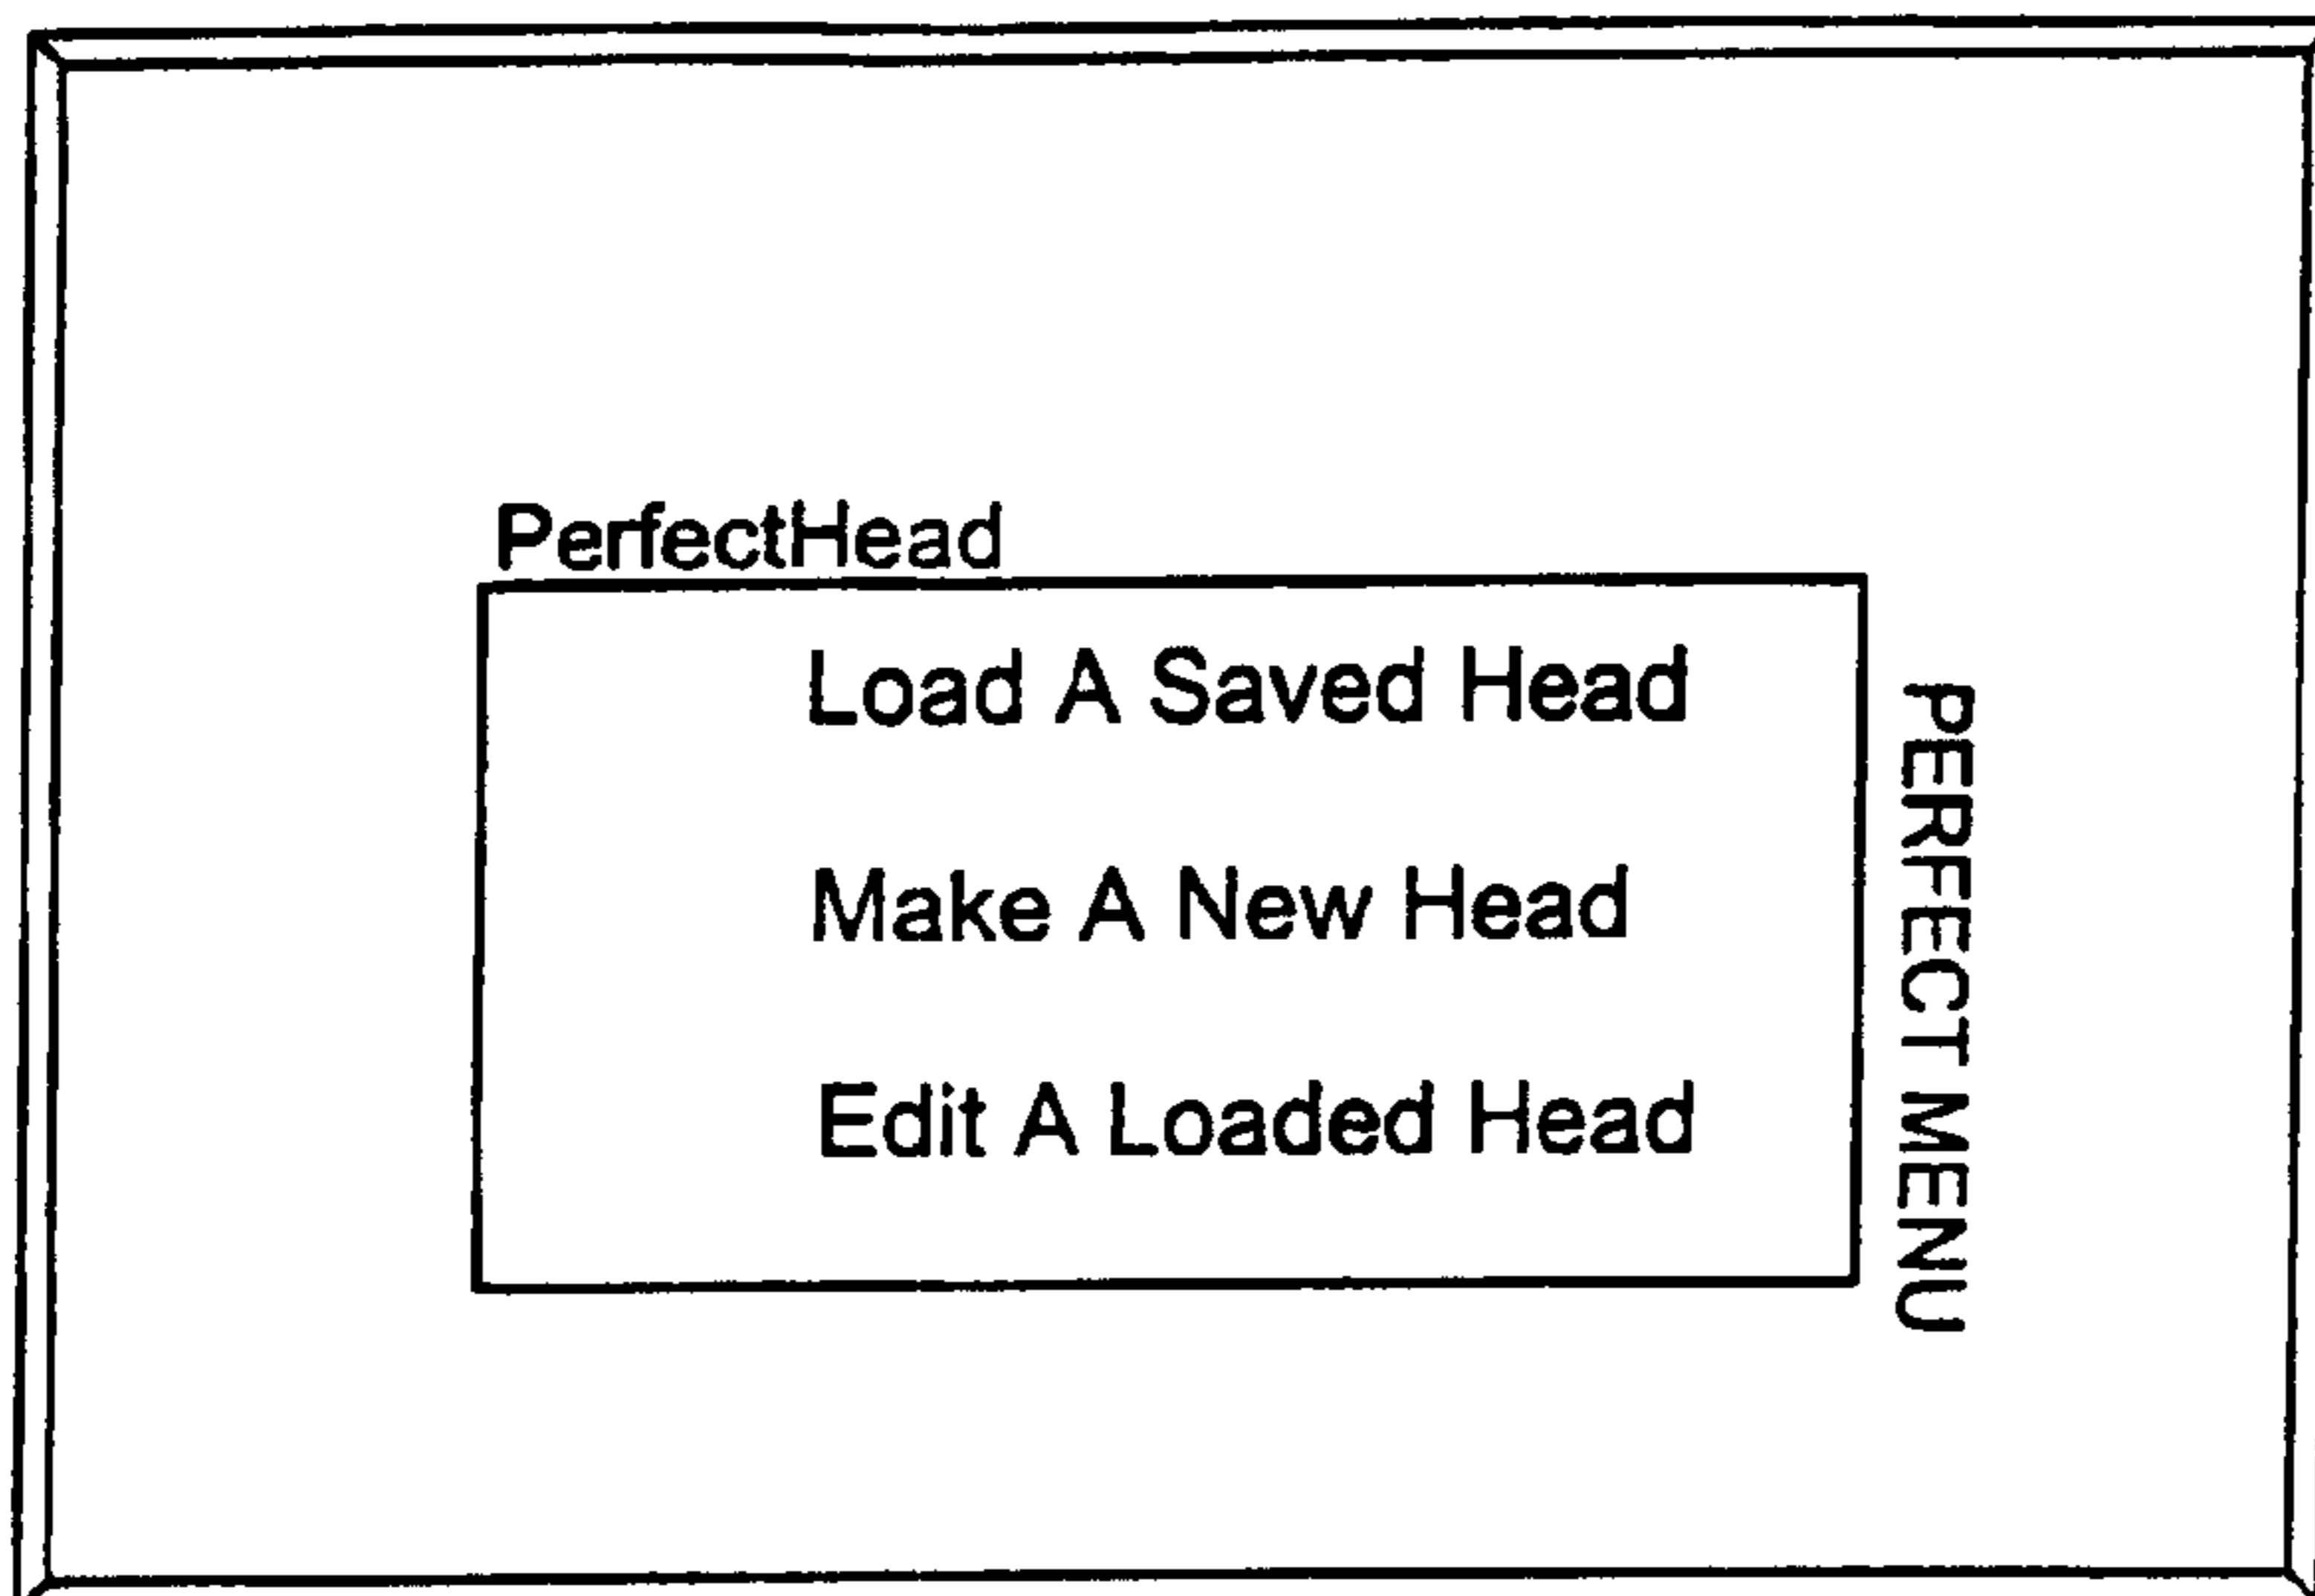 PerfectHead
Load A Saved Head
Make A New Head
Edit A Loaded Head
PERFECT MENU